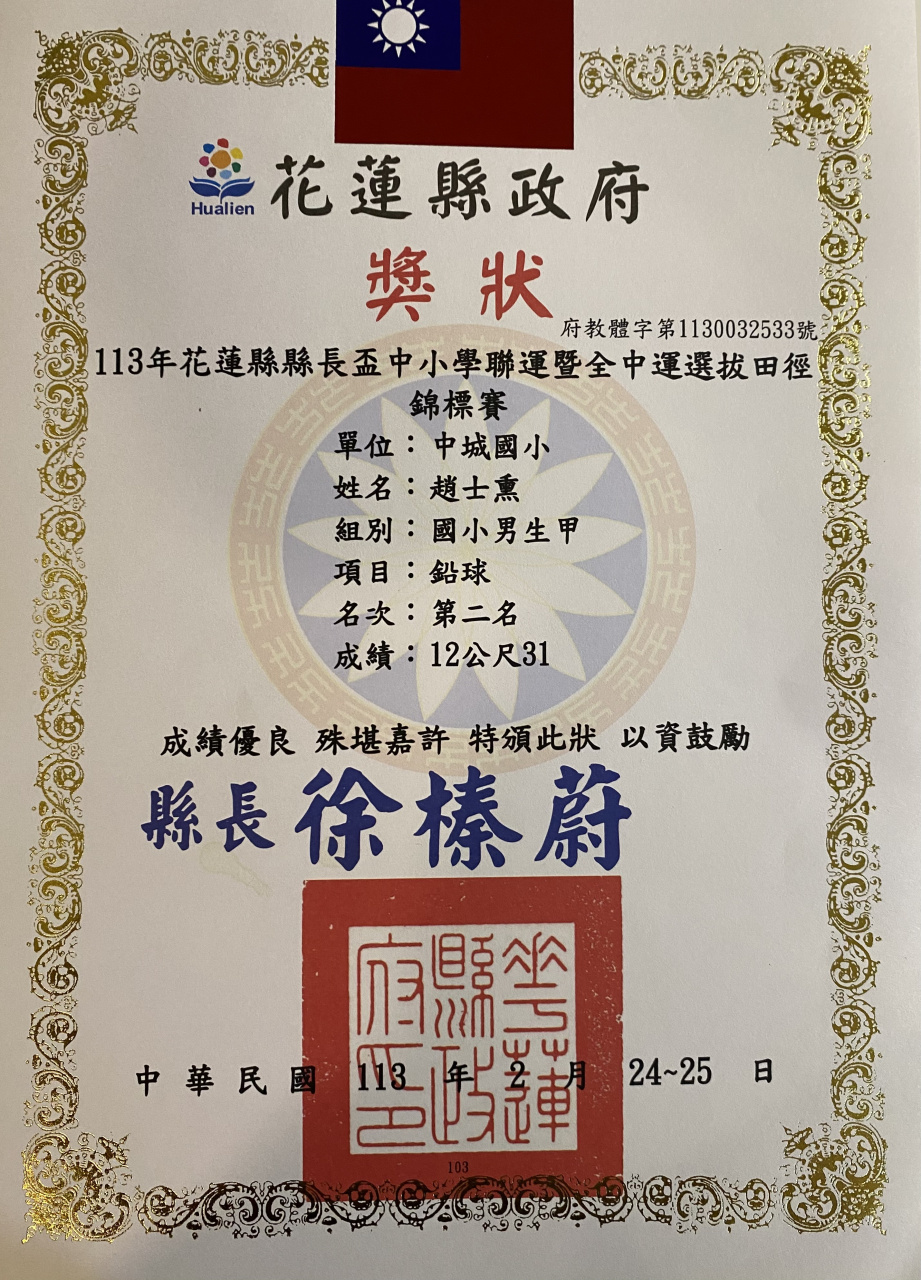 Hualien 花蓮縣政府
獎狀
府教體字第1130032533號
113年花蓮縣縣長盃中小學聯運暨全中運選拔田徑
錦標賽
單位：中城國小
姓名：趙士熏
組別：國小男生甲
項目：鉛球
名次：第二名
成績：12公尺31
成績優良 殊堪嘉許 特頒此狀 以資鼓勵
縣長 徐榛蔚
花蓮縣政府印
中華民國 113 年 2 月 24~25 日
103